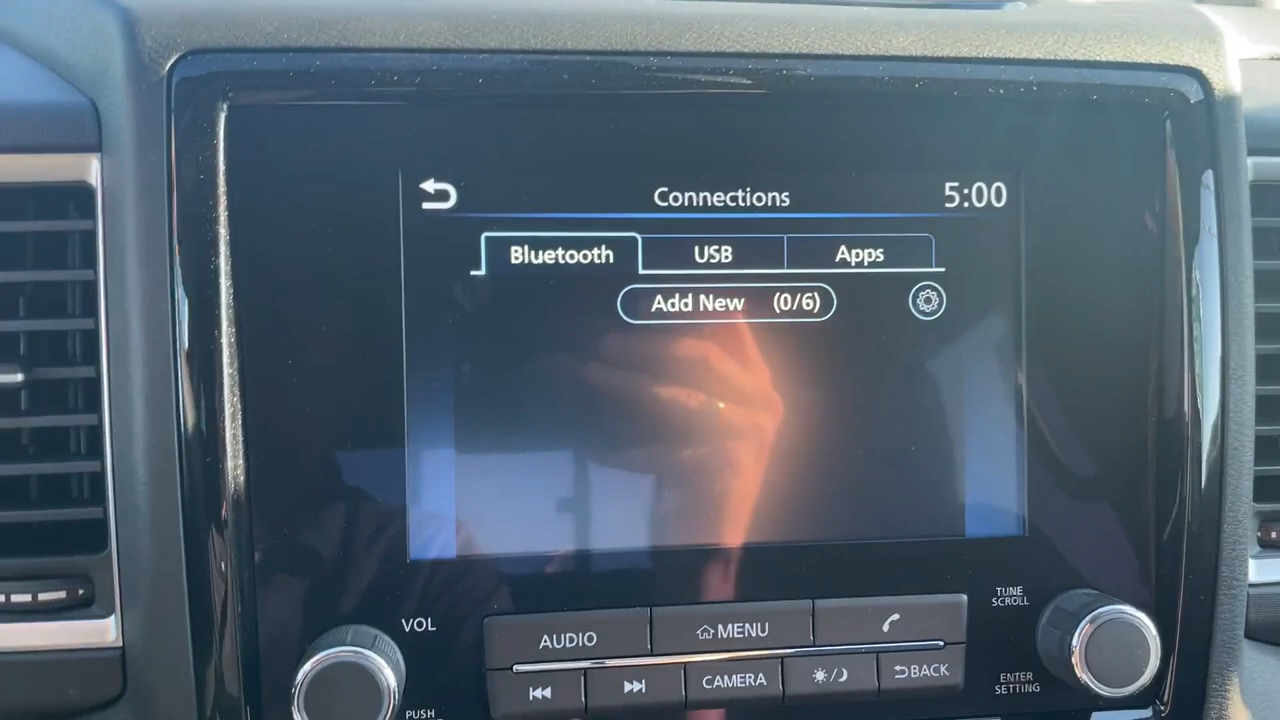 Connections 5:00
Bluetooth USB Apps
Add New (0/6)
VOL
AUDIO MENU
TUNE
SCROLL
CAMERA BACK
ENTER
SETTING
PUSH